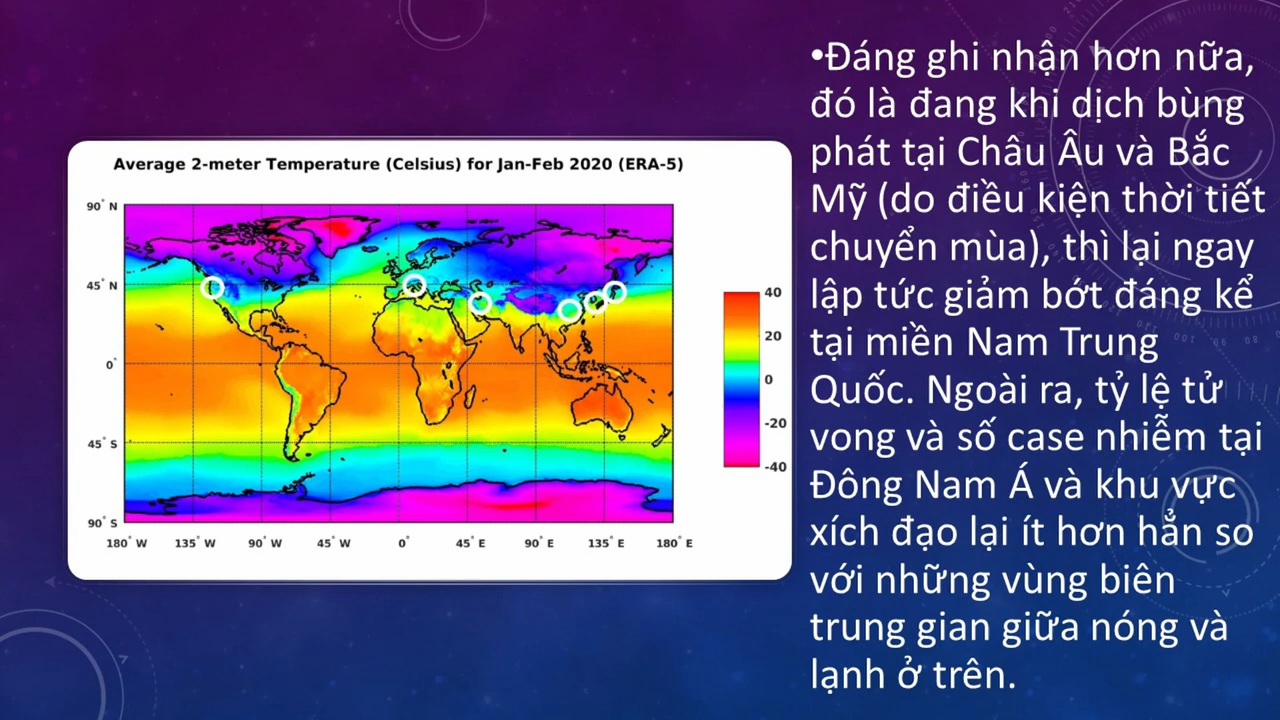 Average 2-meter Temperature (Celsius) for Jan-Feb 2020 (ERA-5)
90° N
45° N
0°
45° S
90° S
180° W 135° W 90° W 45° W 0° 45° E 90° E 135° E 180° E
40
20
0
-20
-40
•Đáng ghi nhận hơn nữa,
đó là đang khi dịch bùng
phát tại Châu Âu và Bắc
Mỹ (do điều kiện thời tiết
chuyển mùa), thì lại ngay
lập tức giảm bớt đáng kể
tại miền Nam Trung
Quốc. Ngoài ra, tỷ lệ tử
vong và số case nhiễm tại
Đông Nam Á và khu vực
xích đạo lại ít hơn hẳn so
với những vùng biên
trung gian giữa nóng và
lạnh ở trên.